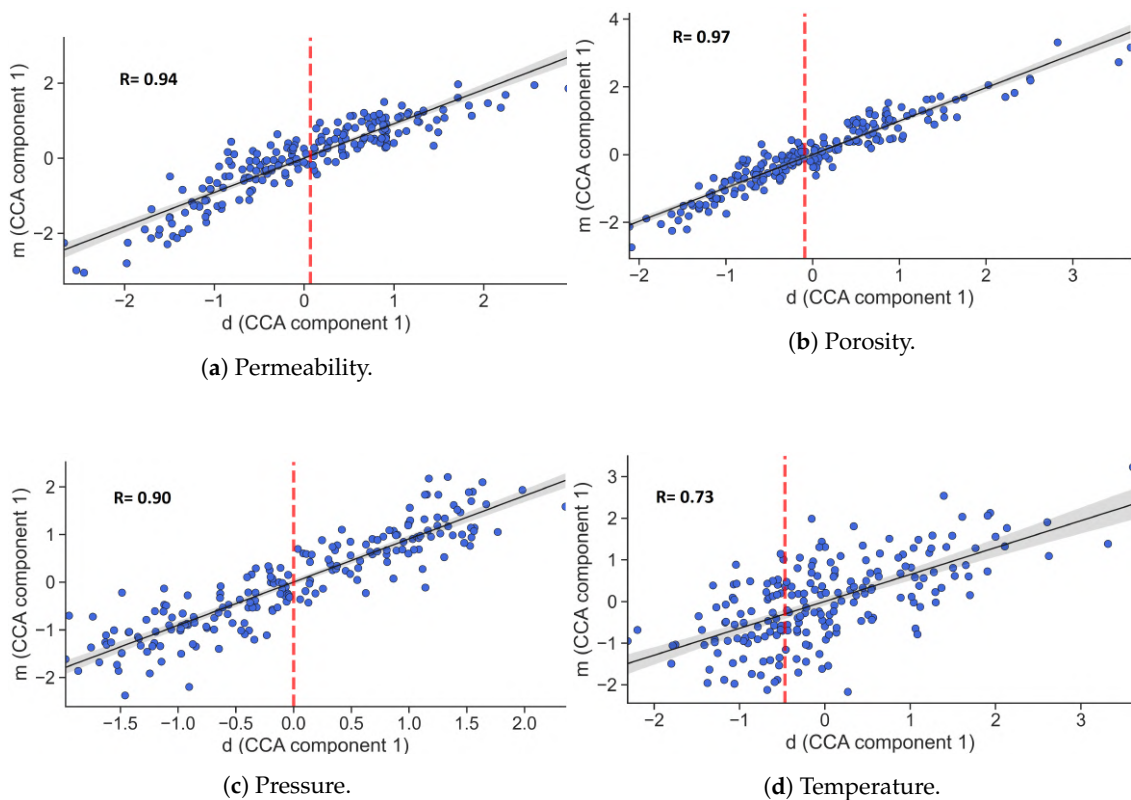 R= 0.94
m (CCA component 1)
2
0
−2
−2
−1
0
1
2
d (CCA component 1)
(a) Permeability.
R= 0.97
m (CCA component 1)
4
2
0
−2
−2
−1
0
1
2
3
d (CCA component 1)
(b) Porosity.
R= 0.90
m (CCA component 1)
2
1
0
−1
−2
−1.5
−1.0
−0.5
0.0
0.5
1.0
1.5
2.0
d (CCA component 1)
(c) Pressure.
R= 0.73
m (CCA component 1)
3
2
1
0
−1
−2
−2
−1
0
1
2
3
d (CCA component 1)
(d) Temperature.